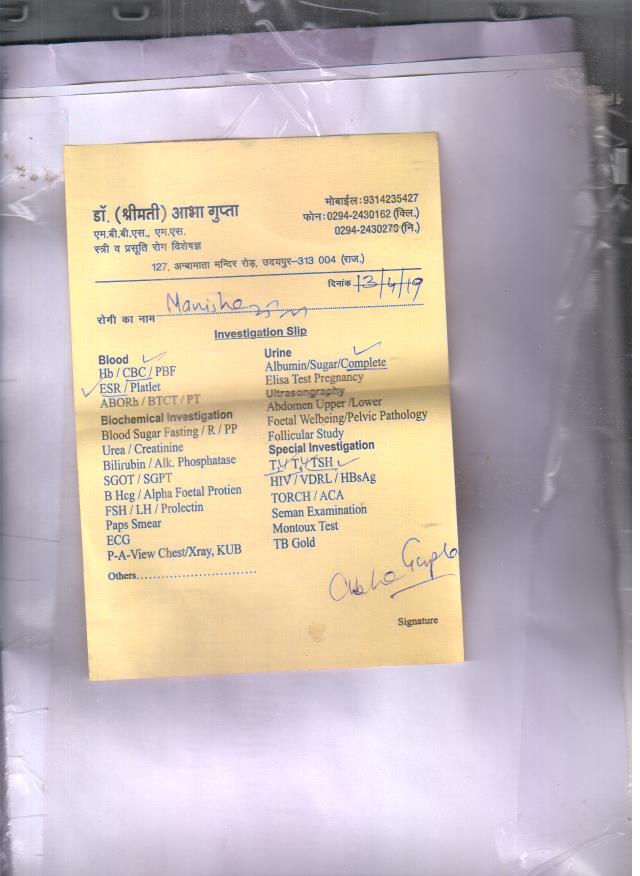 डॉ. (श्रीमती) आभा गुप्ता
एम.बी.बी.एस., एम.एस.
स्त्री व प्रसूति रोग विशेषज्ञ
मोबाईल:9314235427
फोन:0294-2430162 (क्लि.)
0294-2430270 (नि.)
127, अम्बामाता मन्दिर रोड़, उदयपुर–313 004 (राज.)
दिनांक 13/4/19
रोगी का नाम Manisha
Investigation Slip
Blood
Hb / CBC / PBF
ESR / Platlet
ABORh / BTCT / PT
Biochemical Investigation
Blood Sugar Fasting / R / PP
Urea / Creatinine
Bilirubin / Alk. Phosphatase
SGOT / SGPT
B Hcg / Alpha Foetal Protien
FSH / LH / Prolectin
Paps Smear
ECG
P-A-View Chest/Xray, KUB
Others
Urine
Albumin/Sugar/Complete
Elisa Test Pregnancy
Ultrasongraphy
Abdomen Upper /Lower
Foetal Welbeing/Pelvic Pathology
Follicular Study
Special Investigation
T3/ T4/ TSH
HIV / VDRL / HBsAg
TORCH / ACA
Seman Examination
Montoux Test
TB Gold
Abha Gupta
Signature